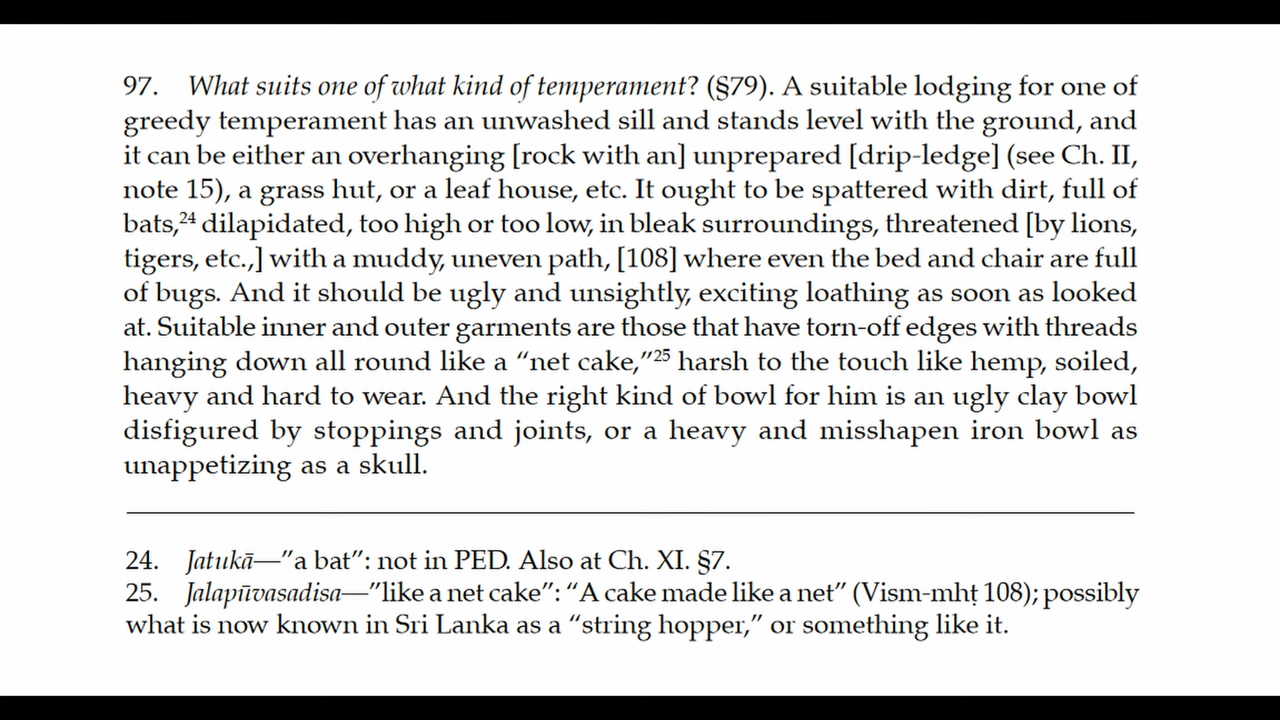 97. What suits one of what kind of temperament? (§79). A suitable lodging for one of
greedy temperament has an unwashed sill and stands level with the ground, and
it can be either an overhanging [rock with an] unprepared [drip-ledge] (see Ch. II,
note 15), a grass hut, or a leaf house, etc. It ought to be spattered with dirt, full of
bats,²⁴ dilapidated, too high or too low, in bleak surroundings, threatened [by lions,
tigers, etc.,] with a muddy, uneven path, [108] where even the bed and chair are full
of bugs. And it should be ugly and unsightly, exciting loathing as soon as looked
at. Suitable inner and outer garments are those that have torn-off edges with threads
hanging down all round like a “net cake,”²⁵ harsh to the touch like hemp, soiled,
heavy and hard to wear. And the right kind of bowl for him is an ugly clay bowl
disfigured by stoppings and joints, or a heavy and misshapen iron bowl as
unappetizing as a skull.
24. Jatukā—”a bat”: not in PED. Also at Ch. XI. §7.
25. Jalapūvasadisa—”like a net cake”: “A cake made like a net” (Vism-mhṭ 108); possibly
what is now known in Sri Lanka as a “string hopper,” or something like it.